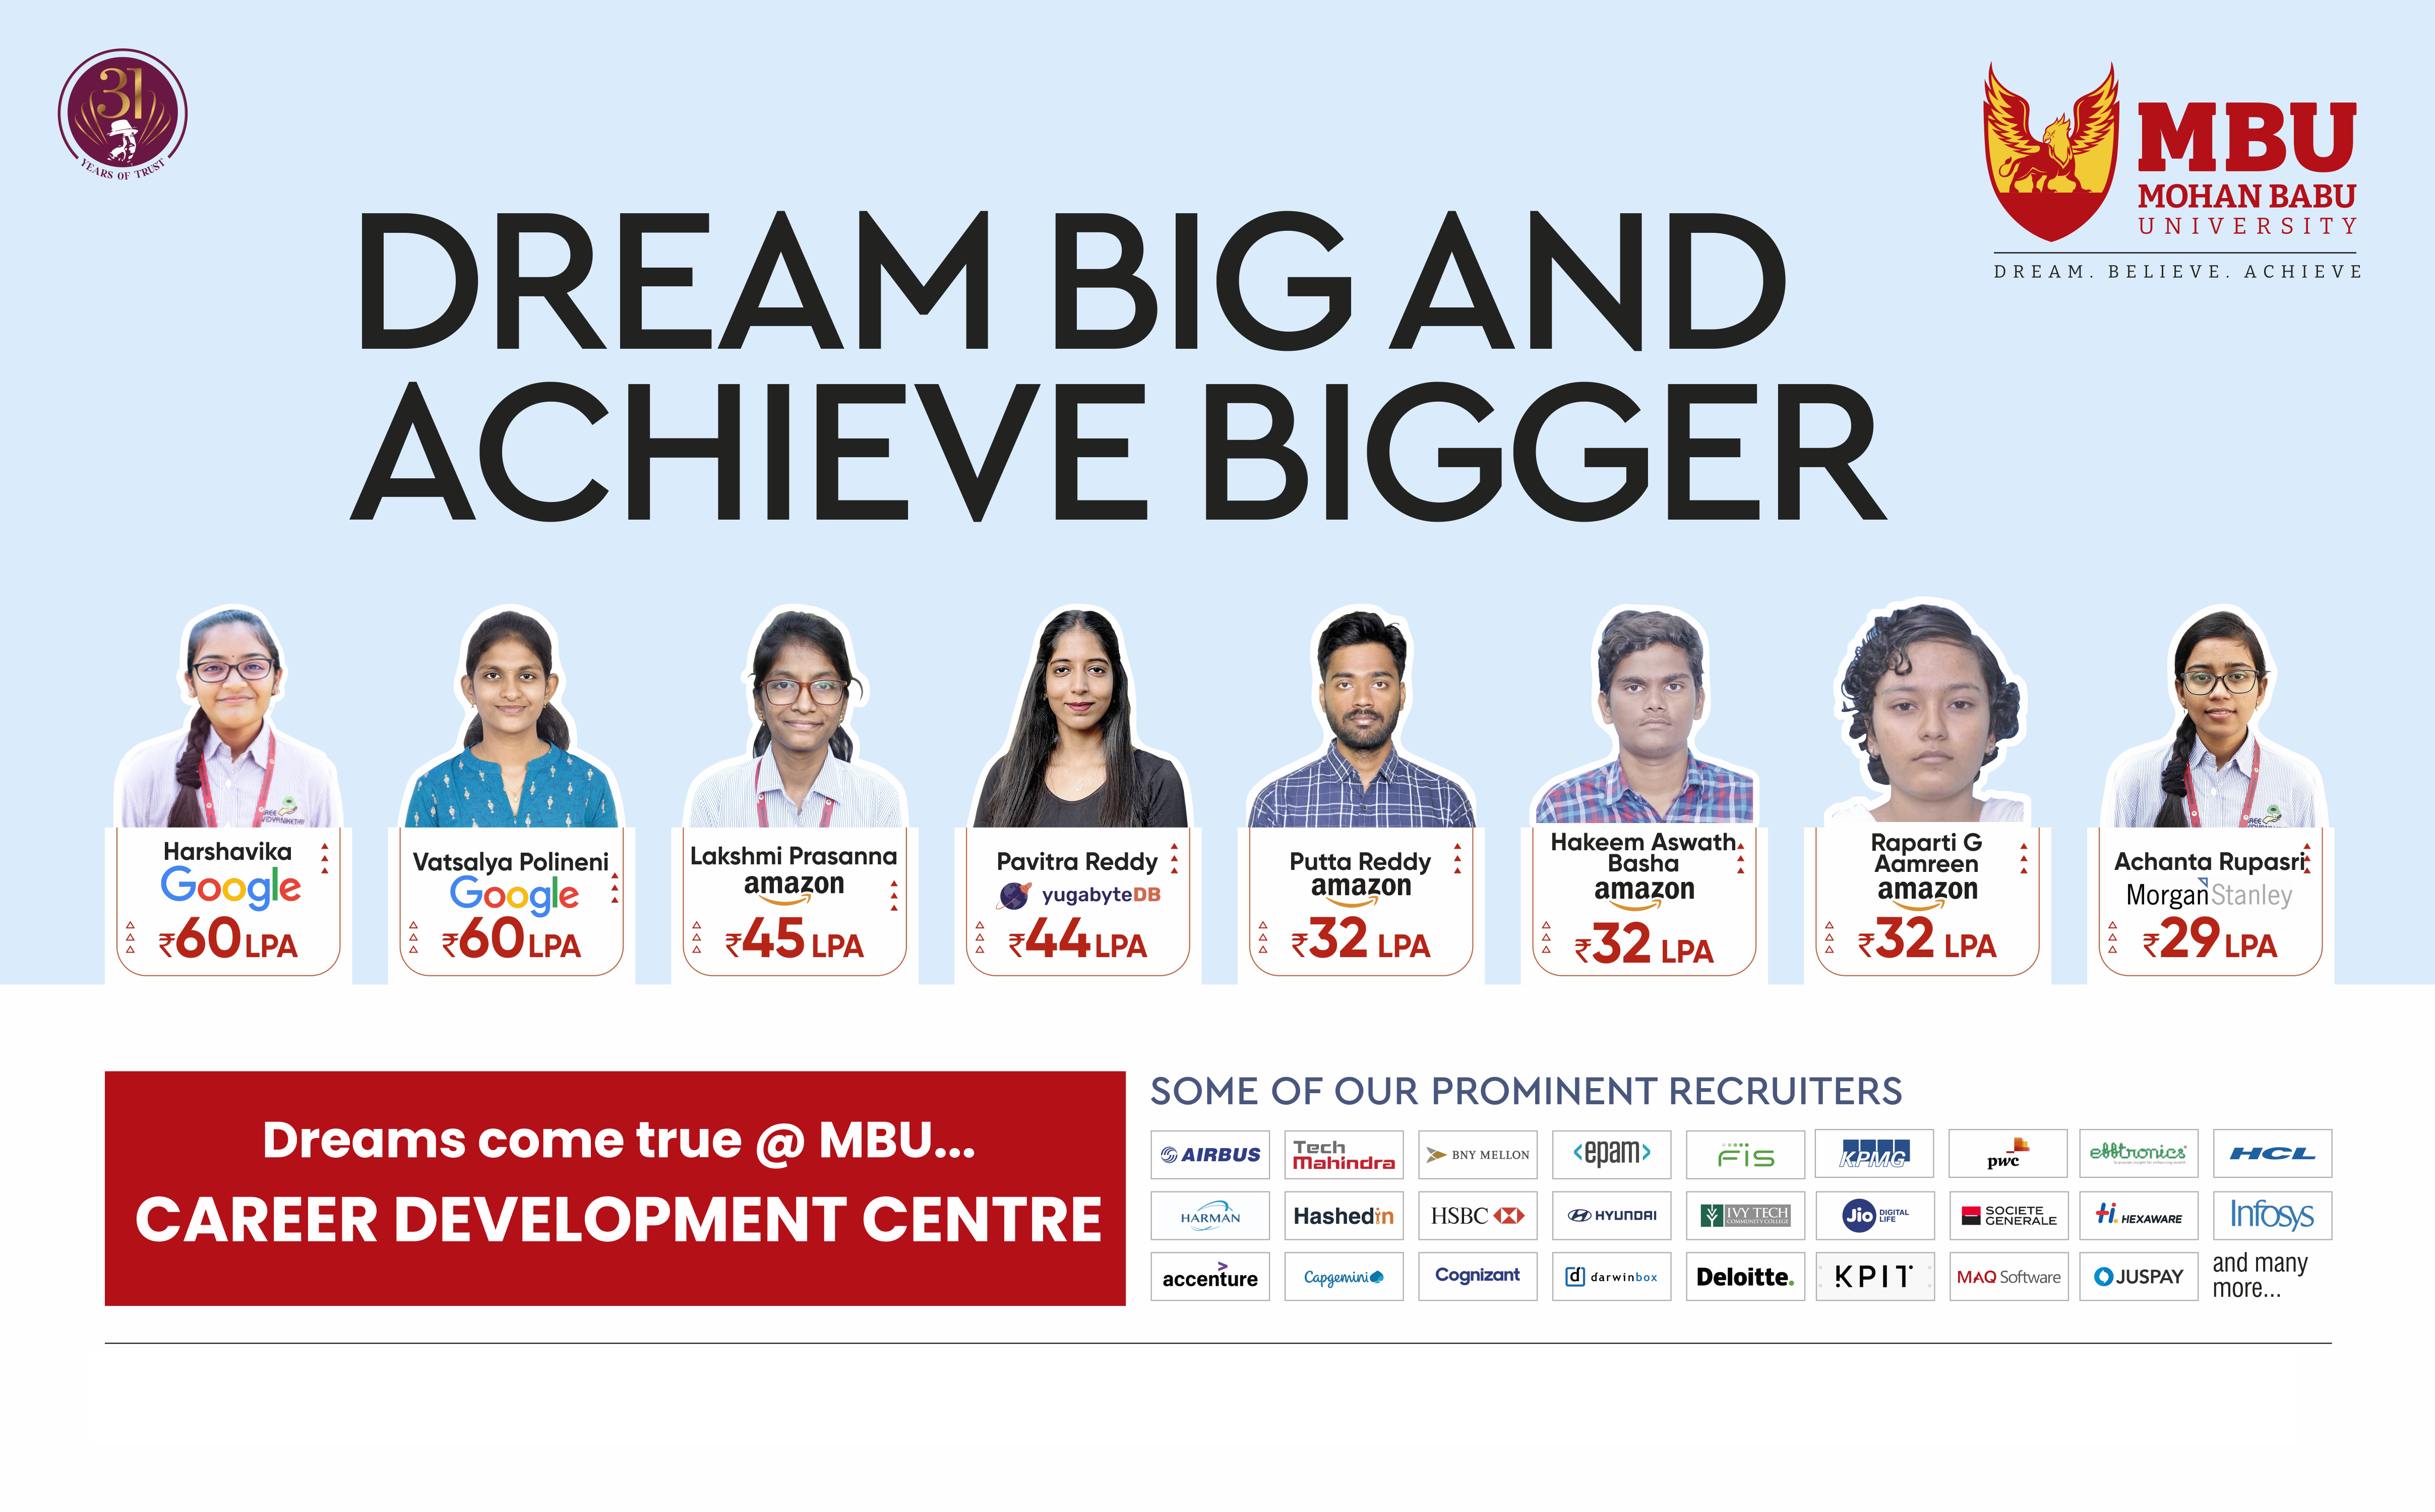 31
YEARS OF TRUST
MBU
MOHAN BABU
UNIVERSITY
DREAM. BELIEVE. ACHIEVE
DREAM BIG AND
ACHIEVE BIGGER
Harshavika
Google
₹60 LPA
Vatsalya Polineni
Google
₹60 LPA
Lakshmi Prasanna
amazon
₹45 LPA
Pavitra Reddy
yugabyteDB
₹44 LPA
Putta Reddy
amazon
₹32 LPA
Hakeem Aswath
Basha
amazon
₹32 LPA
Raparti G
Aamreen
amazon
₹32 LPA
Achanta Rupasri
Morgan Stanley
₹29 LPA
Dreams come true @ MBU...
CAREER DEVELOPMENT CENTRE
SOME OF OUR PROMINENT RECRUITERS
AIRBUS
Tech
Mahindra
BNY MELLON
<epam>
FIS
KPMG
pwc
efftronics
HCL
HARMAN
Hashedin
HSBC
HYUNDAI
IVY TECH
COMMUNITY COLLEGE
Jio DIGITAL
LIFE
SOCIETE
GENERALE
Hi. HEXAWARE
Infosys
accenture
Capgemini
Cognizant
d darwinbox
Deloitte.
KPIT
MAQ Software
JUSPAY
and many
more...